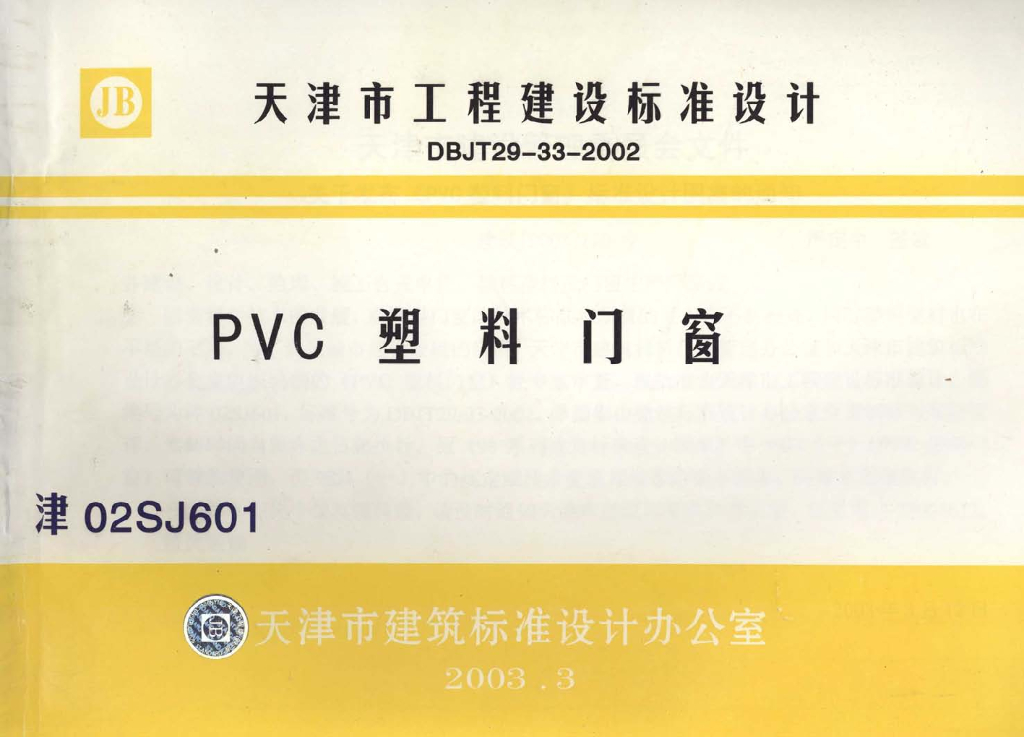 JB
天津市工程建设标准设计
DBJT29-33-2002
PVC 塑料门窗
津 02SJ601
天津市建筑标准设计办公室
2003.3